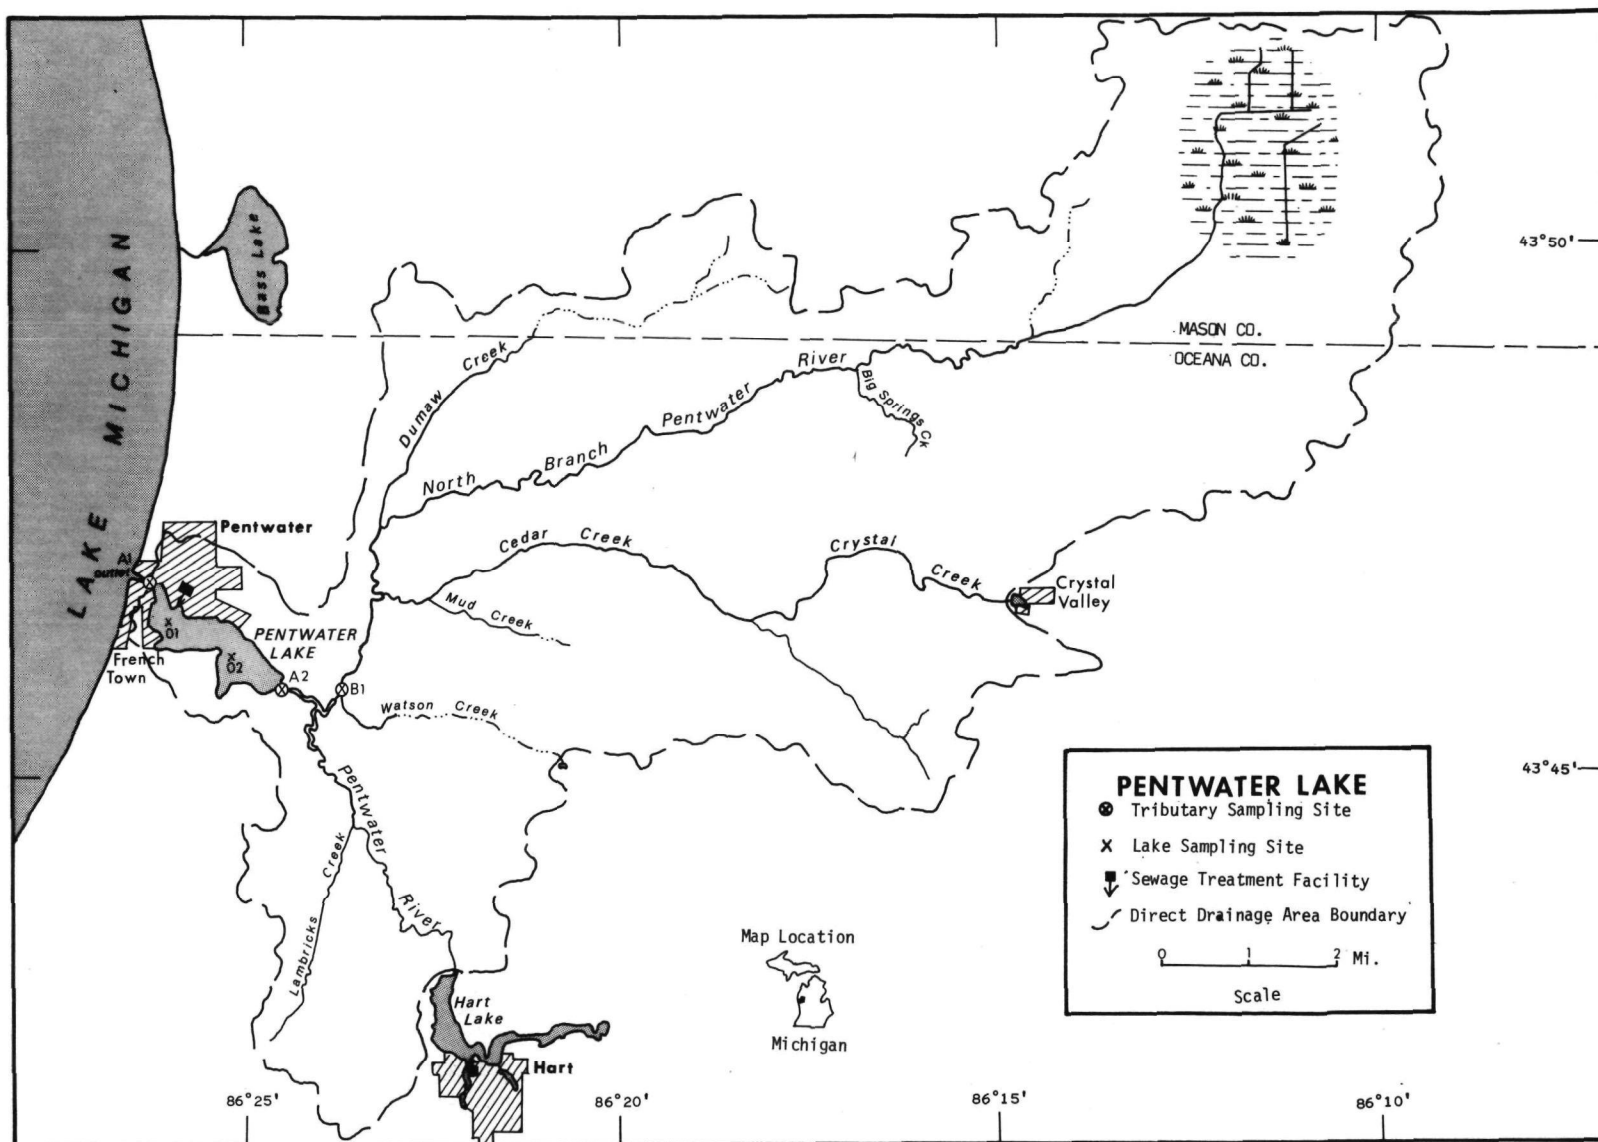 43°50'
Bass Lake
LAKE MICHIGAN
MASON CO.
OCEANA CO.
Dumaw Creek
North Branch Pentwater River
Big Springs Ck
Pentwater
A1
outlet
Cedar Creek
Crystal Creek
Crystal
Valley
Mud Creek
01
02
PENTWATER
LAKE
French
Town
A2
B1
Watson Creek
43°45'
Pentwater River
Lambricks Creek
PENTWATER LAKE
Tributary Sampling Site
Lake Sampling Site
Sewage Treatment Facility
Direct Drainage Area Boundary
0 1 2 Mi.
Scale
Map Location
Michigan
Hart
Lake
Hart
86°25' 86°20' 86°15' 86°10'